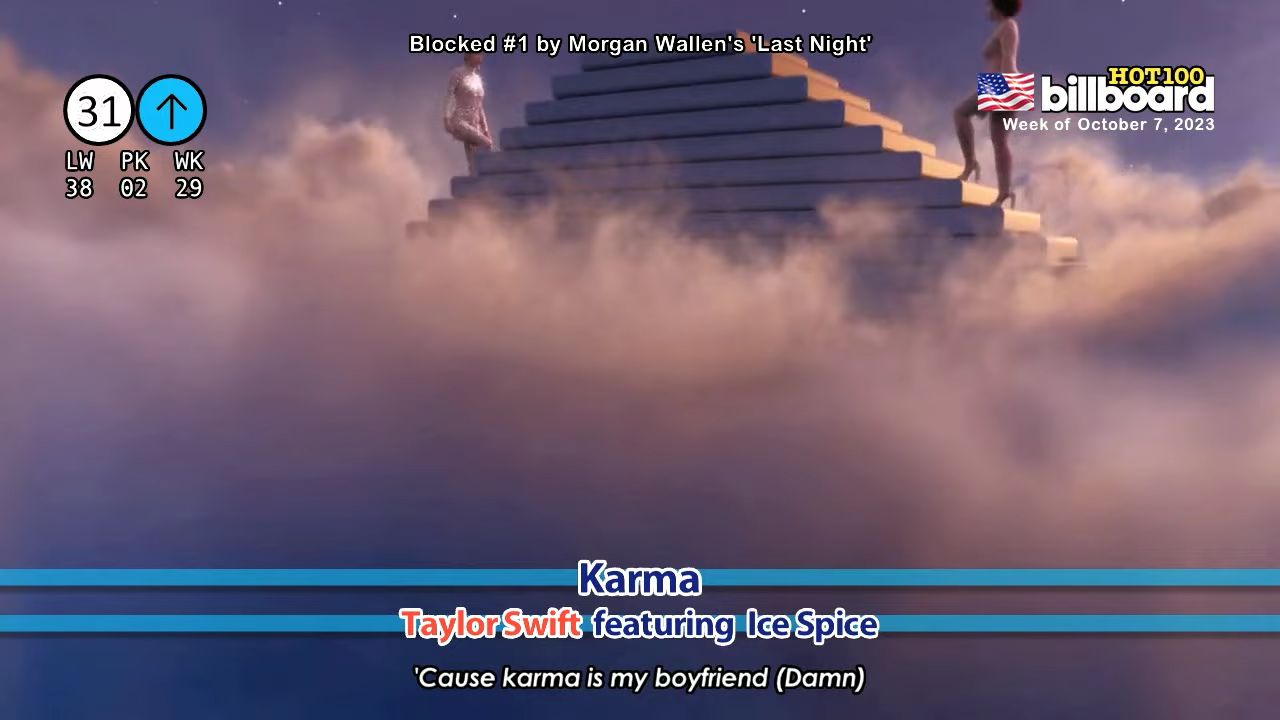 Blocked #1 by Morgan Wallen's 'Last Night'
31 ↑
LW PK WK
38 02 29
HOT100
billboard
Week of October 7, 2023
Karma
Taylor Swift featuring Ice Spice
'Cause karma is my boyfriend (Damn)